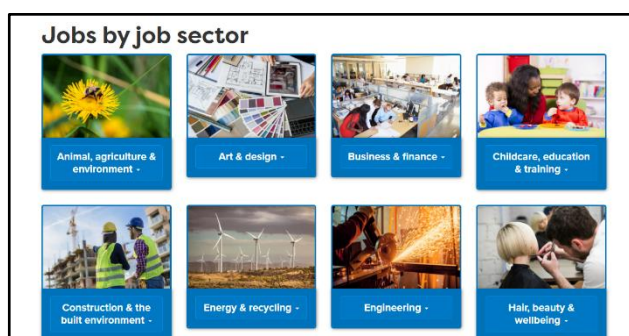 Jobs by job sector
Animal, agriculture &
environment -
Art & design -
Business & finance -
Childcare, education
& training -
Construction & the
built environment -
Energy & recycling -
Engineering -
Hair, beauty &
wellbeing -